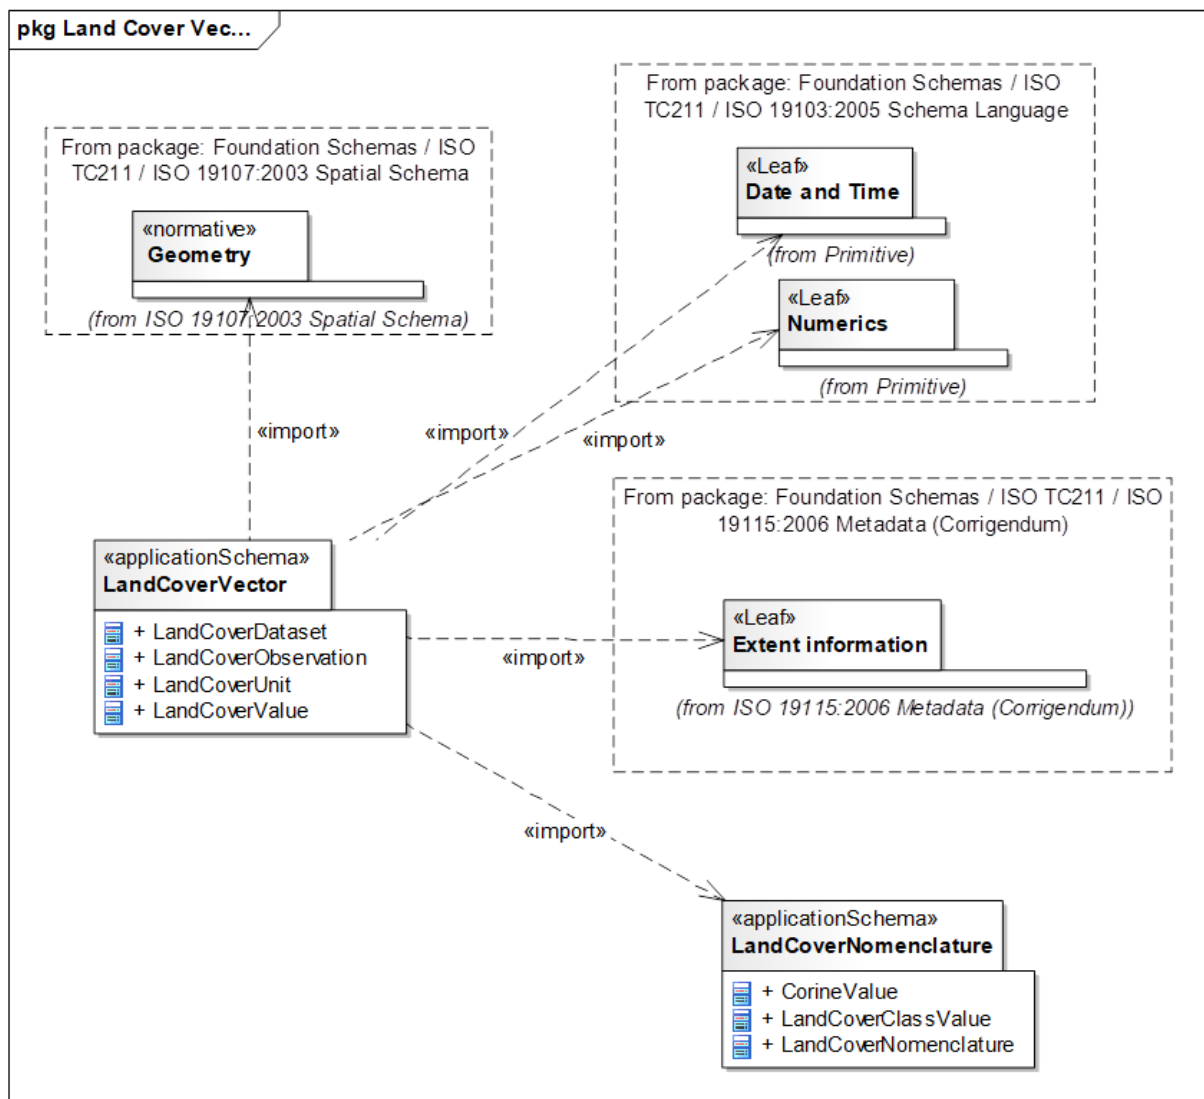 pkg Land Cover Vec...
From package: Foundation Schemas / ISO
TC211 / ISO 19103:2005 Schema Language
«Leaf»
Date and Time
(from Primitive)
«Leaf»
Numerics
(from Primitive)
From package: Foundation Schemas / ISO
TC211 / ISO 19107:2003 Spatial Schema
«normative»
Geometry
(from ISO 19107:2003 Spatial Schema)
«import»
«import»
«import»
From package: Foundation Schemas / ISO TC211 / ISO
19115:2006 Metadata (Corrigendum)
«Leaf»
Extent information
(from ISO 19115:2006 Metadata (Corrigendum))
«applicationSchema»
LandCoverVector
+ LandCoverDataset
+ LandCoverObservation
+ LandCoverUnit
+ LandCoverValue
«import»
«import»
«applicationSchema»
LandCoverNomenclature
+ CorineValue
+ LandCoverClassValue
+ LandCoverNomenclature